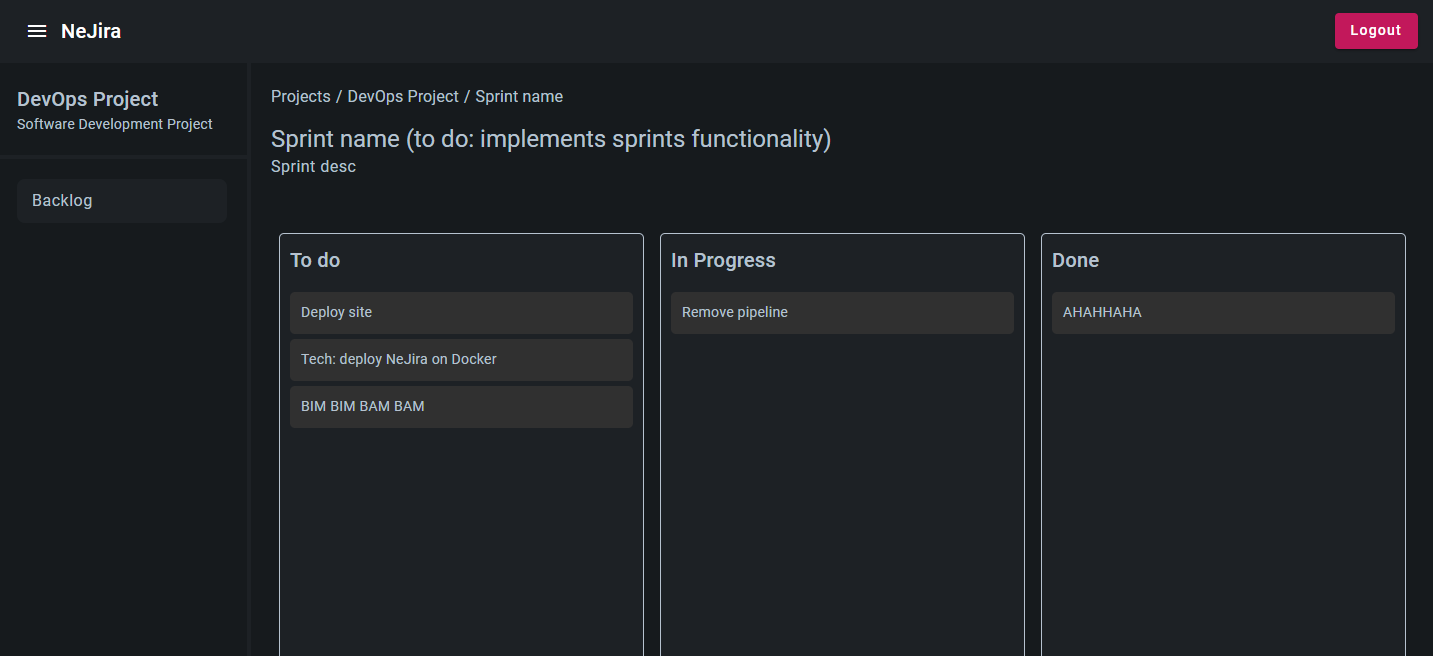 NeJira
Logout
DevOps Project
Software Development Project
Backlog
Projects / DevOps Project / Sprint name
Sprint name (to do: implements sprints functionality)
Sprint desc
To do
Deploy site
Tech: deploy NeJira on Docker
BIM BIM BAM BAM
In Progress
Remove pipeline
Done
AHAHHAHA